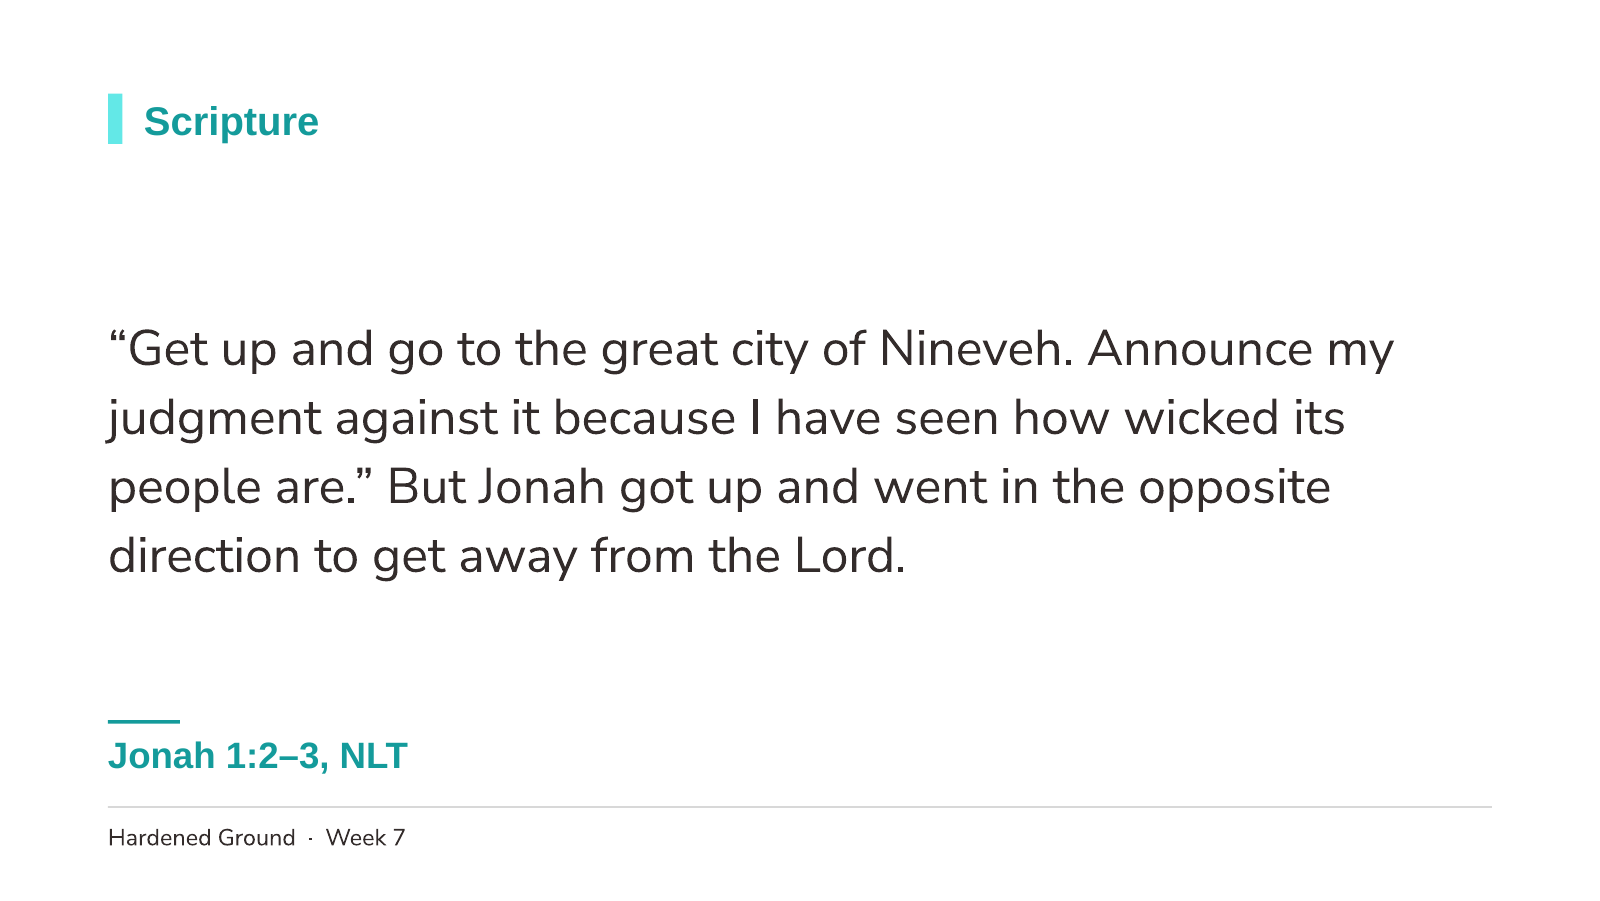 Scripture
“Get up and go to the great city of Nineveh. Announce my
judgment against it because I have seen how wicked its
people are.” But Jonah got up and went in the opposite
direction to get away from the Lord.
Jonah 1:2–3, NLT
Hardened Ground · Week 7